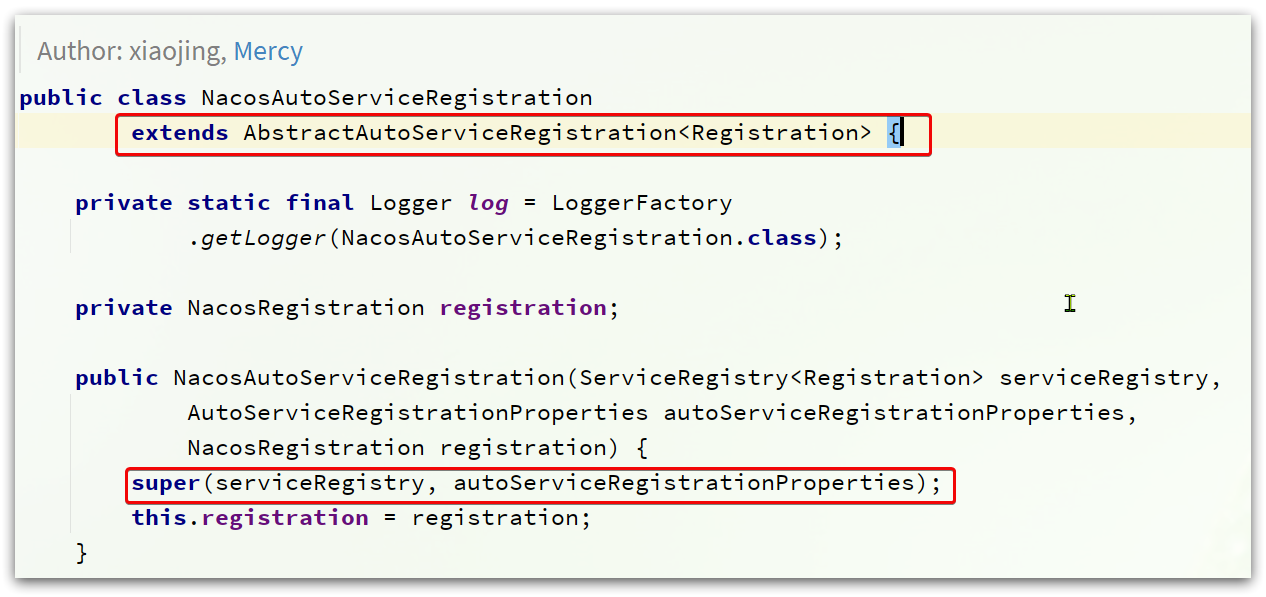 Author: xiaojing, Mercy
public class NacosAutoServiceRegistration
extends AbstractAutoServiceRegistration<Registration> {
private static final Logger log = LoggerFactory
.getLogger(NacosAutoServiceRegistration.class);
private NacosRegistration registration;
public NacosAutoServiceRegistration(ServiceRegistry<Registration> serviceRegistry,
AutoServiceRegistrationProperties autoServiceRegistrationProperties,
NacosRegistration registration) {
super(serviceRegistry, autoServiceRegistrationProperties);
this.registration = registration;
}